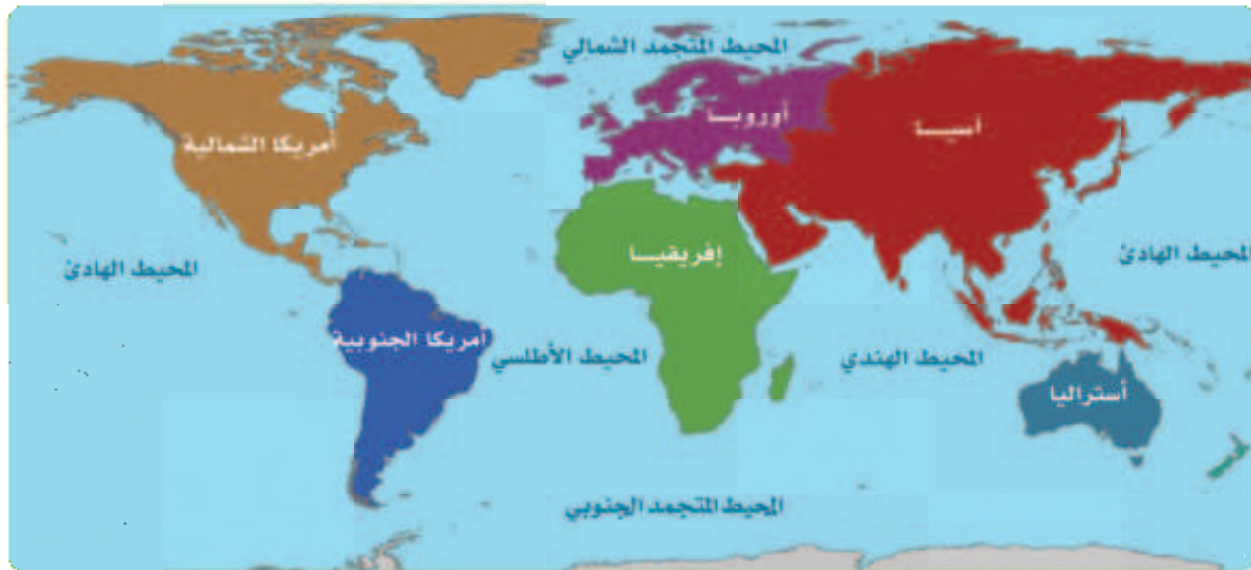 المحيط المتجمد الشمالي
أوروبا
آسيا
أمريكا الشمالية
إفريقيا
المحيط الهادئ
المحيط الهادئ
أمريكا الجنوبية
المحيط الأطلسي
المحيط الهندي
أستراليا
المحيط المتجمد الجنوبي